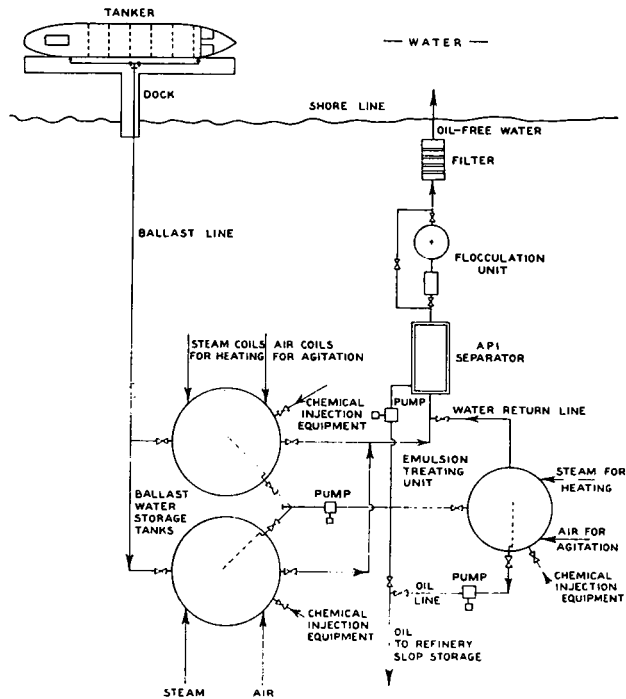 TANKER
WATER
DOCK
SHORE LINE
OIL-FREE WATER
FILTER
BALLAST LINE
FLOCCULATION
UNIT
STEAM COILS
FOR HEATING
AIR COILS
FOR AGITATION
API
SEPARATOR
CHEMICAL
INJECTION
EQUIPMENT
PUMP
WATER RETURN LINE
EMULSION
TREATING
UNIT
STEAM FOR
HEATING
BALLAST
WATER
STORAGE
TANKS
PUMP
AIR FOR
AGITATION
PUMP
OIL
LINE
CHEMICAL
INJECTION
EQUIPMENT
CHEMICAL
INJECTION
EQUIPMENT
OIL
TO REFINERY
SLOP STORAGE
STEAM
AIR